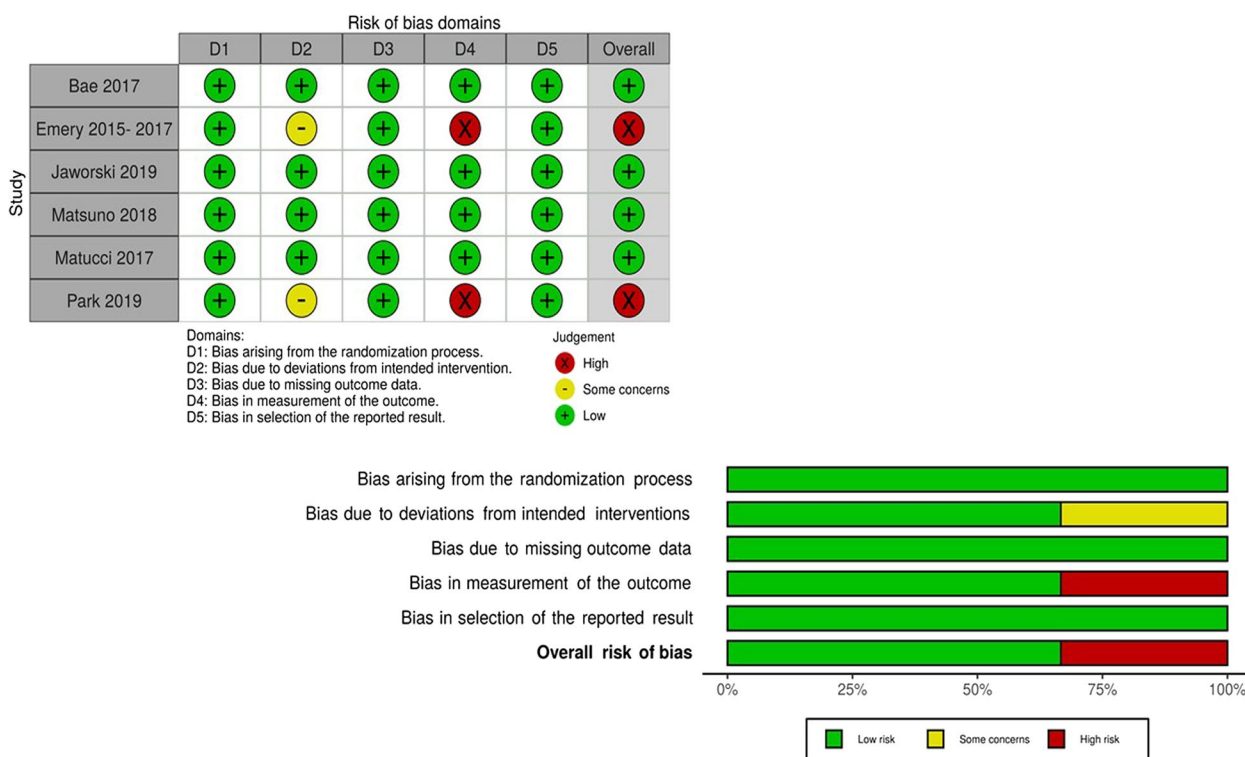 Risk of bias domains
D1 D2 D3 D4 D5 Overall
Study
Bae 2017 + + + + + +
Emery 2015- 2017 + - + X + X
Jaworski 2019 + + + + + +
Matsuno 2018 + + + + + +
Matucci 2017 + + + + + +
Park 2019 + - + X + X
Domains:
D1: Bias arising from the randomization process.
D2: Bias due to deviations from intended intervention.
D3: Bias due to missing outcome data.
D4: Bias in measurement of the outcome.
D5: Bias in selection of the reported result.
Judgement
X High
- Some concerns
+ Low
Bias arising from the randomization process
Bias due to deviations from intended interventions
Bias due to missing outcome data
Bias in measurement of the outcome
Bias in selection of the reported result
Overall risk of bias
0% 25% 50% 75% 100%
Low risk Some concerns High risk